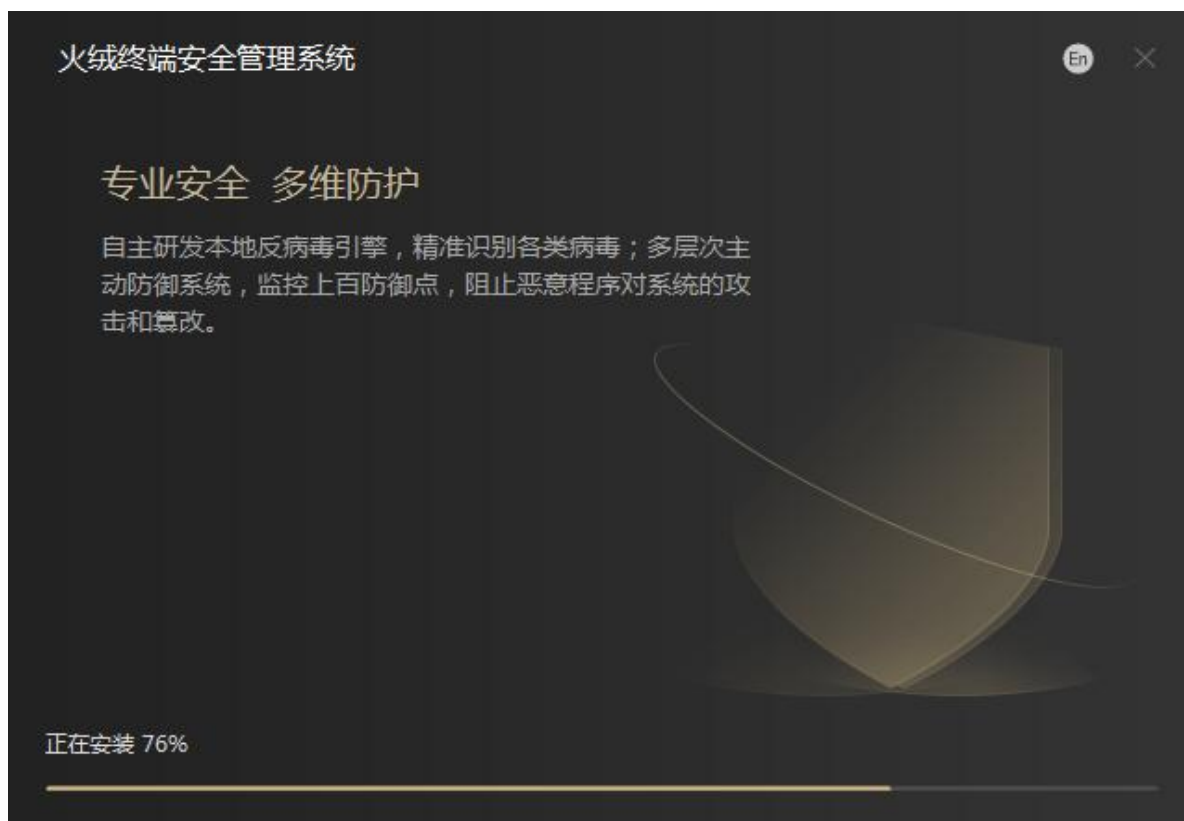 火绒终端安全管理系统
En
专业安全 多维防护
自主研发本地反病毒引擎，精准识别各类病毒；多层次主
动防御系统，监控上百防御点，阻止恶意程序对系统的攻
击和篡改。
正在安装 76%